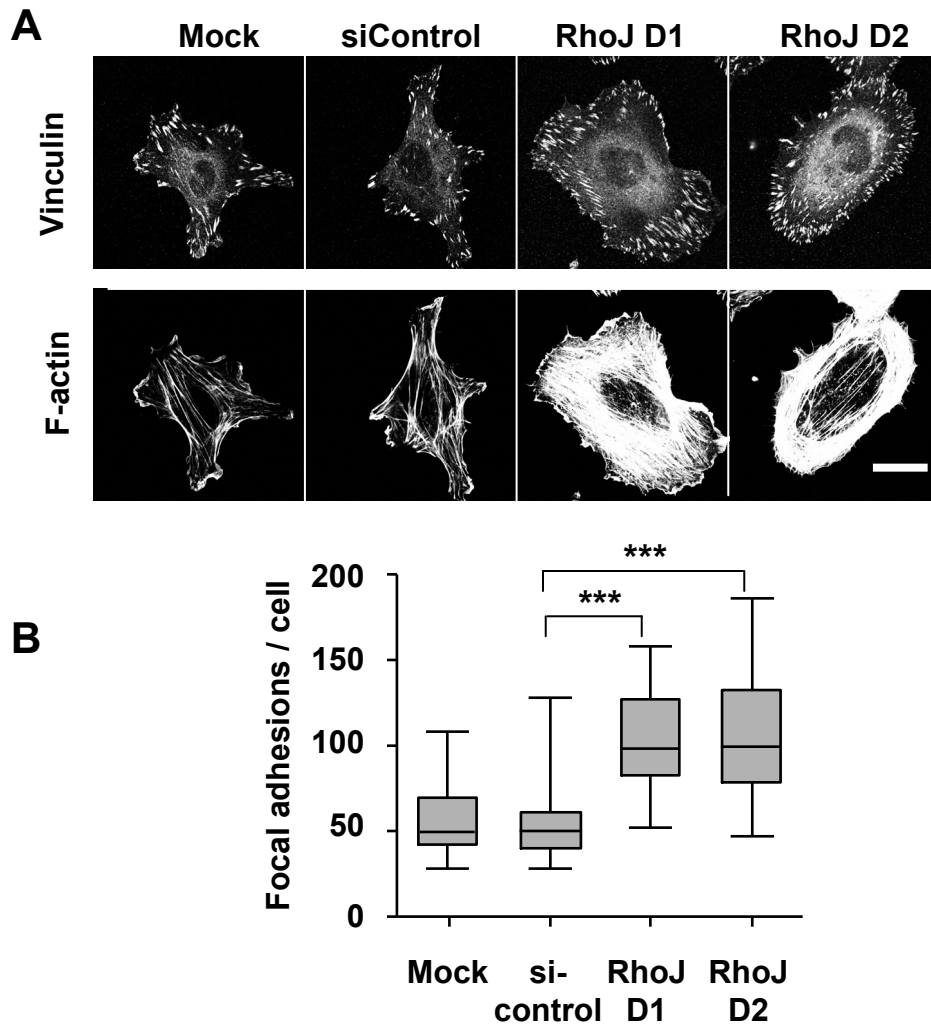 A
Mock siControl RhoJ D1 RhoJ D2
Vinculin
F-actin
B
Focal adhesions / cell
200
150
100
50
0
***
***
Mock si- RhoJ RhoJ
control D1 D2